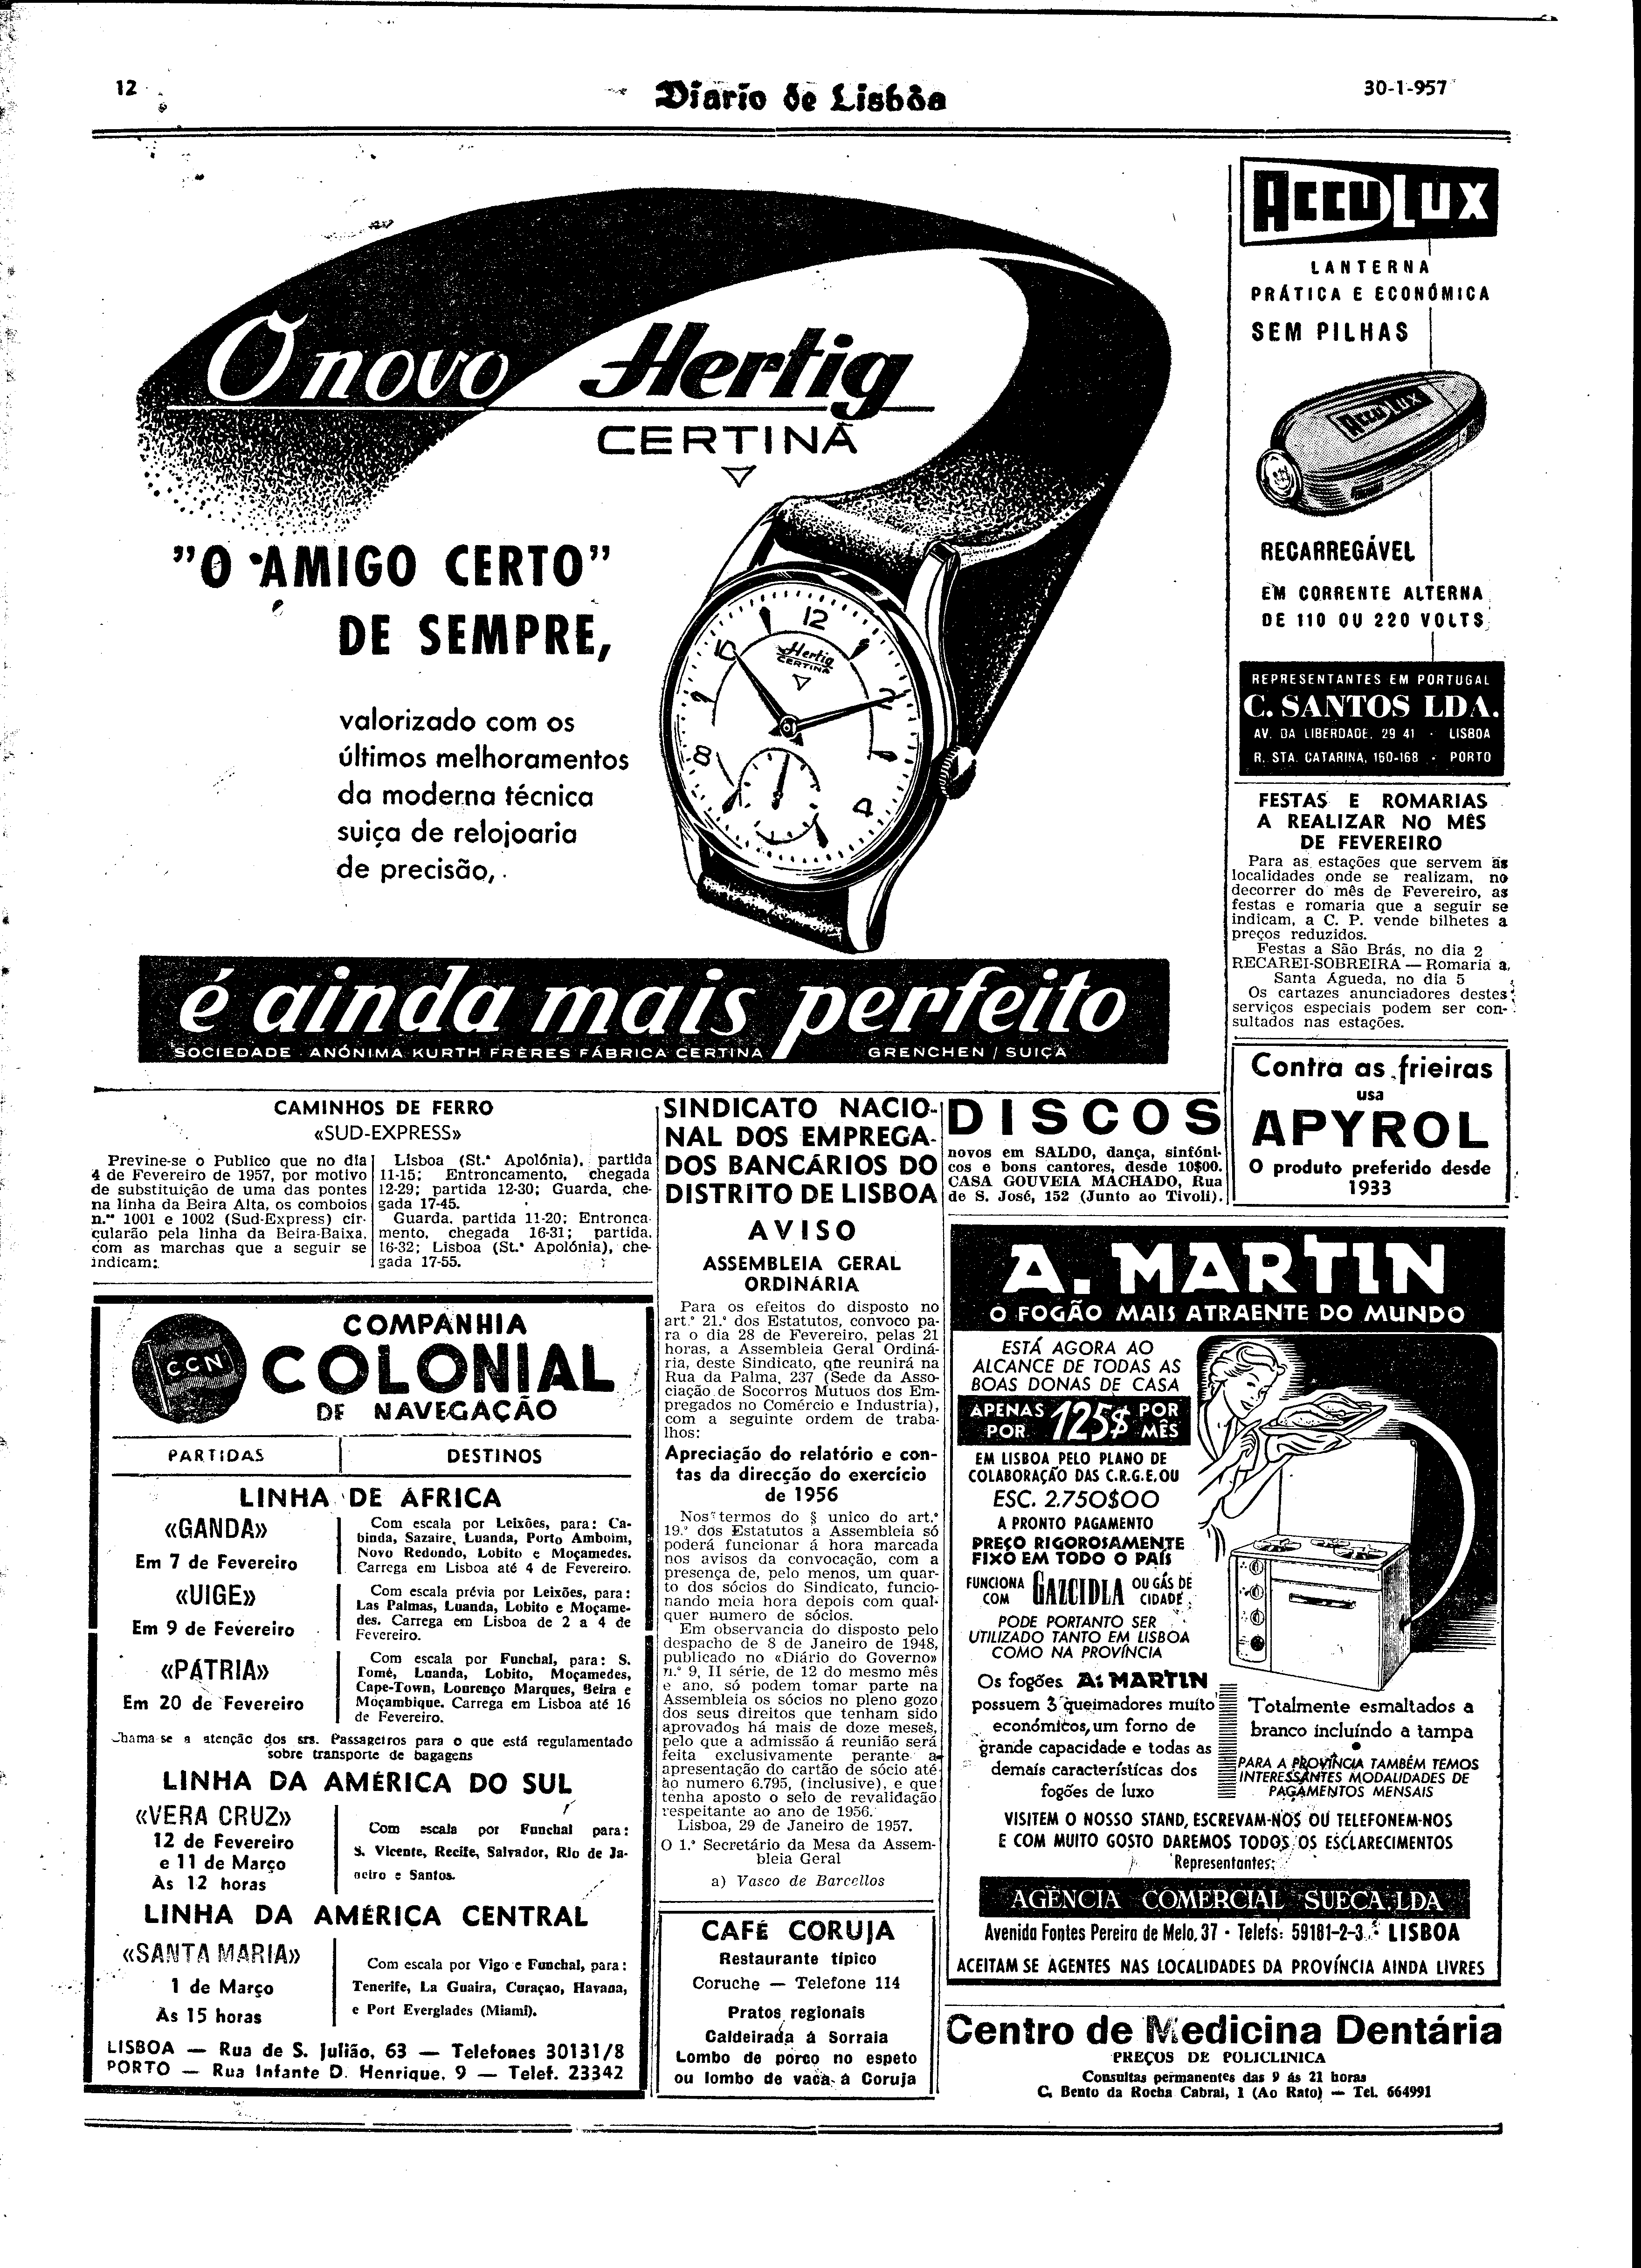 12
Diario de Lisbôa
30-1-957
O novo Hertig
CERTINA
"O AMIGO CERTO"
DE SEMPRE,
valorizado com os
últimos melhoramentos
da moderna técnica
suiça de relojoaria
de precisão,
12
10
2
8
4
Hertig
CERTINA
é ainda mais perfeito
SOCIEDADE ANÓNIMA KURTH FRÈRES FÁBRICA CERTINA GRENCHEN / SUIÇA
ACCULUX
LANTERNA
PRÁTICA E ECONÓMICA
SEM PILHAS
ACCULUX
RECARREGÁVEL
EM CORRENTE ALTERNA
DE 110 OU 220 VOLTS
REPRESENTANTES EM PORTUGAL
C. SANTOS LDA.
AV. DA LIBERDADE, 29 41 · LISBOA
R. STA. CATARINA, 160-168 · PORTO
FESTAS E ROMARIAS
A REALIZAR NO MÊS
DE FEVEREIRO
Para as estações que servem ás
localidades onde se realizam, no
decorrer do mês de Fevereiro, as
festas e romaria que a seguir se
indicam, a C. P. vende bilhetes a
preços reduzidos.
Festas a São Brás, no dia 2
RECAREI-SOBREIRA — Romaria a
Santa Águeda, no dia 5
Os cartazes anunciadores destes
serviços especiais podem ser con-
sultados nas estações.
Contra as frieiras
usa
APYROL
O produto preferido desde
1933
CAMINHOS DE FERRO
«SUD-EXPRESS»
Previne-se o Publico que no dia
4 de Fevereiro de 1957, por motivo
de substituição de uma das pontes
na linha da Beira Alta, os comboios
n.ºˢ 1001 e 1002 (Sud-Express) cir-
cularão pela linha da Beira-Baixa,
com as marchas que a seguir se
indicam:
Lisboa (St.ª Apolónia), partida
11-15; Entroncamento, chegada
12-29; partida 12-30; Guarda, che-
gada 17-45.
Guarda, partida 11-20; Entronca-
mento, chegada 16-31; partida,
16-32; Lisboa (St.ª Apolónia), che-
gada 17-55.
CCN
COMPANHIA
COLONIAL
DE NAVEGAÇÃO
PARTIDAS DESTINOS
LINHA DE ÁFRICA
«GANDA»
Em 7 de Fevereiro
Com escala por Leixões, para: Ca-
binda, Sazaire, Luanda, Porto Amboim,
Novo Redondo, Lobito e Moçamedes.
Carrega em Lisboa até 4 de Fevereiro.
«UIGE»
Em 9 de Fevereiro
Com escala prévia por Leixões, para:
Las Palmas, Luanda, Lobito e Moçame-
des. Carrega em Lisboa de 2 a 4 de
Fevereiro.
«PÁTRIA»
Em 20 de Fevereiro
Com escala por Funchal, para: S.
Tomé, Luanda, Lobito, Moçamedes,
Cape-Town, Lourenço Marques, Beira e
Moçambique. Carrega em Lisboa até 16
de Fevereiro.
Chama-se a atenção dos srs. Passageiros para o que está regulamentado
sobre transporte de bagagens
LINHA DA AMÉRICA DO SUL
«VERA CRUZ»
12 de Fevereiro
e 11 de Março
Às 12 horas
Com escala por Funchal para:
S. Vicente, Recife, Salvador, Rio de Ja-
neiro e Santos.
LINHA DA AMÉRICA CENTRAL
«SANTA MARIA»
1 de Março
Às 15 horas
Com escala por Vigo e Funchal, para:
Tenerife, La Guaira, Curaçao, Havana,
e Port Everglades (Miami).
LISBOA — Rua de S. Julião, 63 — Telefones 30131/8
PORTO — Rua Infante D. Henrique, 9 — Telef. 23342
SINDICATO NACIO-
NAL DOS EMPREGA-
DOS BANCÁRIOS DO
DISTRITO DE LISBOA
AVISO
ASSEMBLEIA GERAL
ORDINÁRIA
Para os efeitos do disposto no
art.º 21.º dos Estatutos, convoco pa-
ra o dia 28 de Fevereiro, pelas 21
horas, a Assembleia Geral Ordiná-
ria, deste Sindicato, que reunirá na
Rua da Palma, 237 (Sede da Asso-
ciação de Socorros Mutuos dos Em-
pregados no Comércio e Industria),
com a seguinte ordem de traba-
lhos:
Apreciação do relatório e con-
tas da direcção do exercício
de 1956
Nos termos do § unico do art.º
19.º dos Estatutos a Assembleia só
poderá funcionar á hora marcada
nos avisos da convocação, com a
presença de, pelo menos, um quar-
to dos sócios do Sindicato, funcio-
nando meia hora depois com qual-
quer numero de sócios.
Em observancia do disposto pelo
despacho de 8 de Janeiro de 1948,
publicado no «Diário do Governo»
n.º 9, II série, de 12 do mesmo mês
e ano, só podem tomar parte na
Assembleia os sócios no pleno gozo
dos seus direitos que tenham sido
aprovados há mais de doze meses,
pelo que a admissão á reunião será
feita exclusivamente perante a
apresentação do cartão de sócio até
ao numero 6.795, (inclusive), e que
tenha aposto o selo de revalidação
respeitante ao ano de 1956.
Lisboa, 29 de Janeiro de 1957.
O 1.º Secretário da Mesa da Assem-
bleia Geral
a) Vasco de Barcellos
CAFÉ CORUJA
Restaurante típico
Coruche — Telefone 114
Pratos regionais
Caldeirada á Sorraia
Lombo de porco no espeto
ou lombo de vaca á Coruja
DISCOS
novos em SALDO, dança, sinfóni-
cos e bons cantores, desde 10$00.
CASA GOUVEIA MACHADO, Rua
de S. José, 152 (Junto ao Tivoli).
A. MARTIN
O FOGÃO MAIS ATRAENTE DO MUNDO
ESTÁ AGORA AO
ALCANCE DE TODAS AS
BOAS DONAS DE CASA
APENAS POR 125$ POR MÊS
EM LISBOA PELO PLANO DE
COLABORAÇÃO DAS C.R.G.E. OU
ESC. 2.750$00
A PRONTO PAGAMENTO
PREÇO RIGOROSAMENTE
FIXO EM TODO O PAÍS
FUNCIONA COM GAZCIDLA OU GÁS DE CIDADE
PODE PORTANTO SER
UTILIZADO TANTO EM LISBOA
COMO NA PROVÍNCIA
Os fogões A. MARTIN
possuem 3 queimadores muito
económicos, um forno de
grande capacidade e todas as
demais características dos
fogões de luxo
Totalmente esmaltados a
branco incluíndo a tampa
PARA A PROVÍNCIA TAMBÉM TEMOS
INTERESSANTES MODALIDADES DE
PAGAMENTOS MENSAIS
VISITEM O NOSSO STAND, ESCREVAM-NOS OU TELEFONEM-NOS
E COM MUITO GOSTO DAREMOS TODOS OS ESCLARECIMENTOS
Representantes:
AGÊNCIA COMERCIAL SUECA, LDA
Avenida Fontes Pereira de Melo, 37 · Telefs: 59181-2-3 · LISBOA
ACEITAM SE AGENTES NAS LOCALIDADES DA PROVÍNCIA AINDA LIVRES
Centro de Medicina Dentária
PREÇOS DE POLICLINICA
Consultas permanentes das 9 ás 21 horas
C. Bento da Rocha Cabral, 1 (Ao Rato) — Tel. 664991